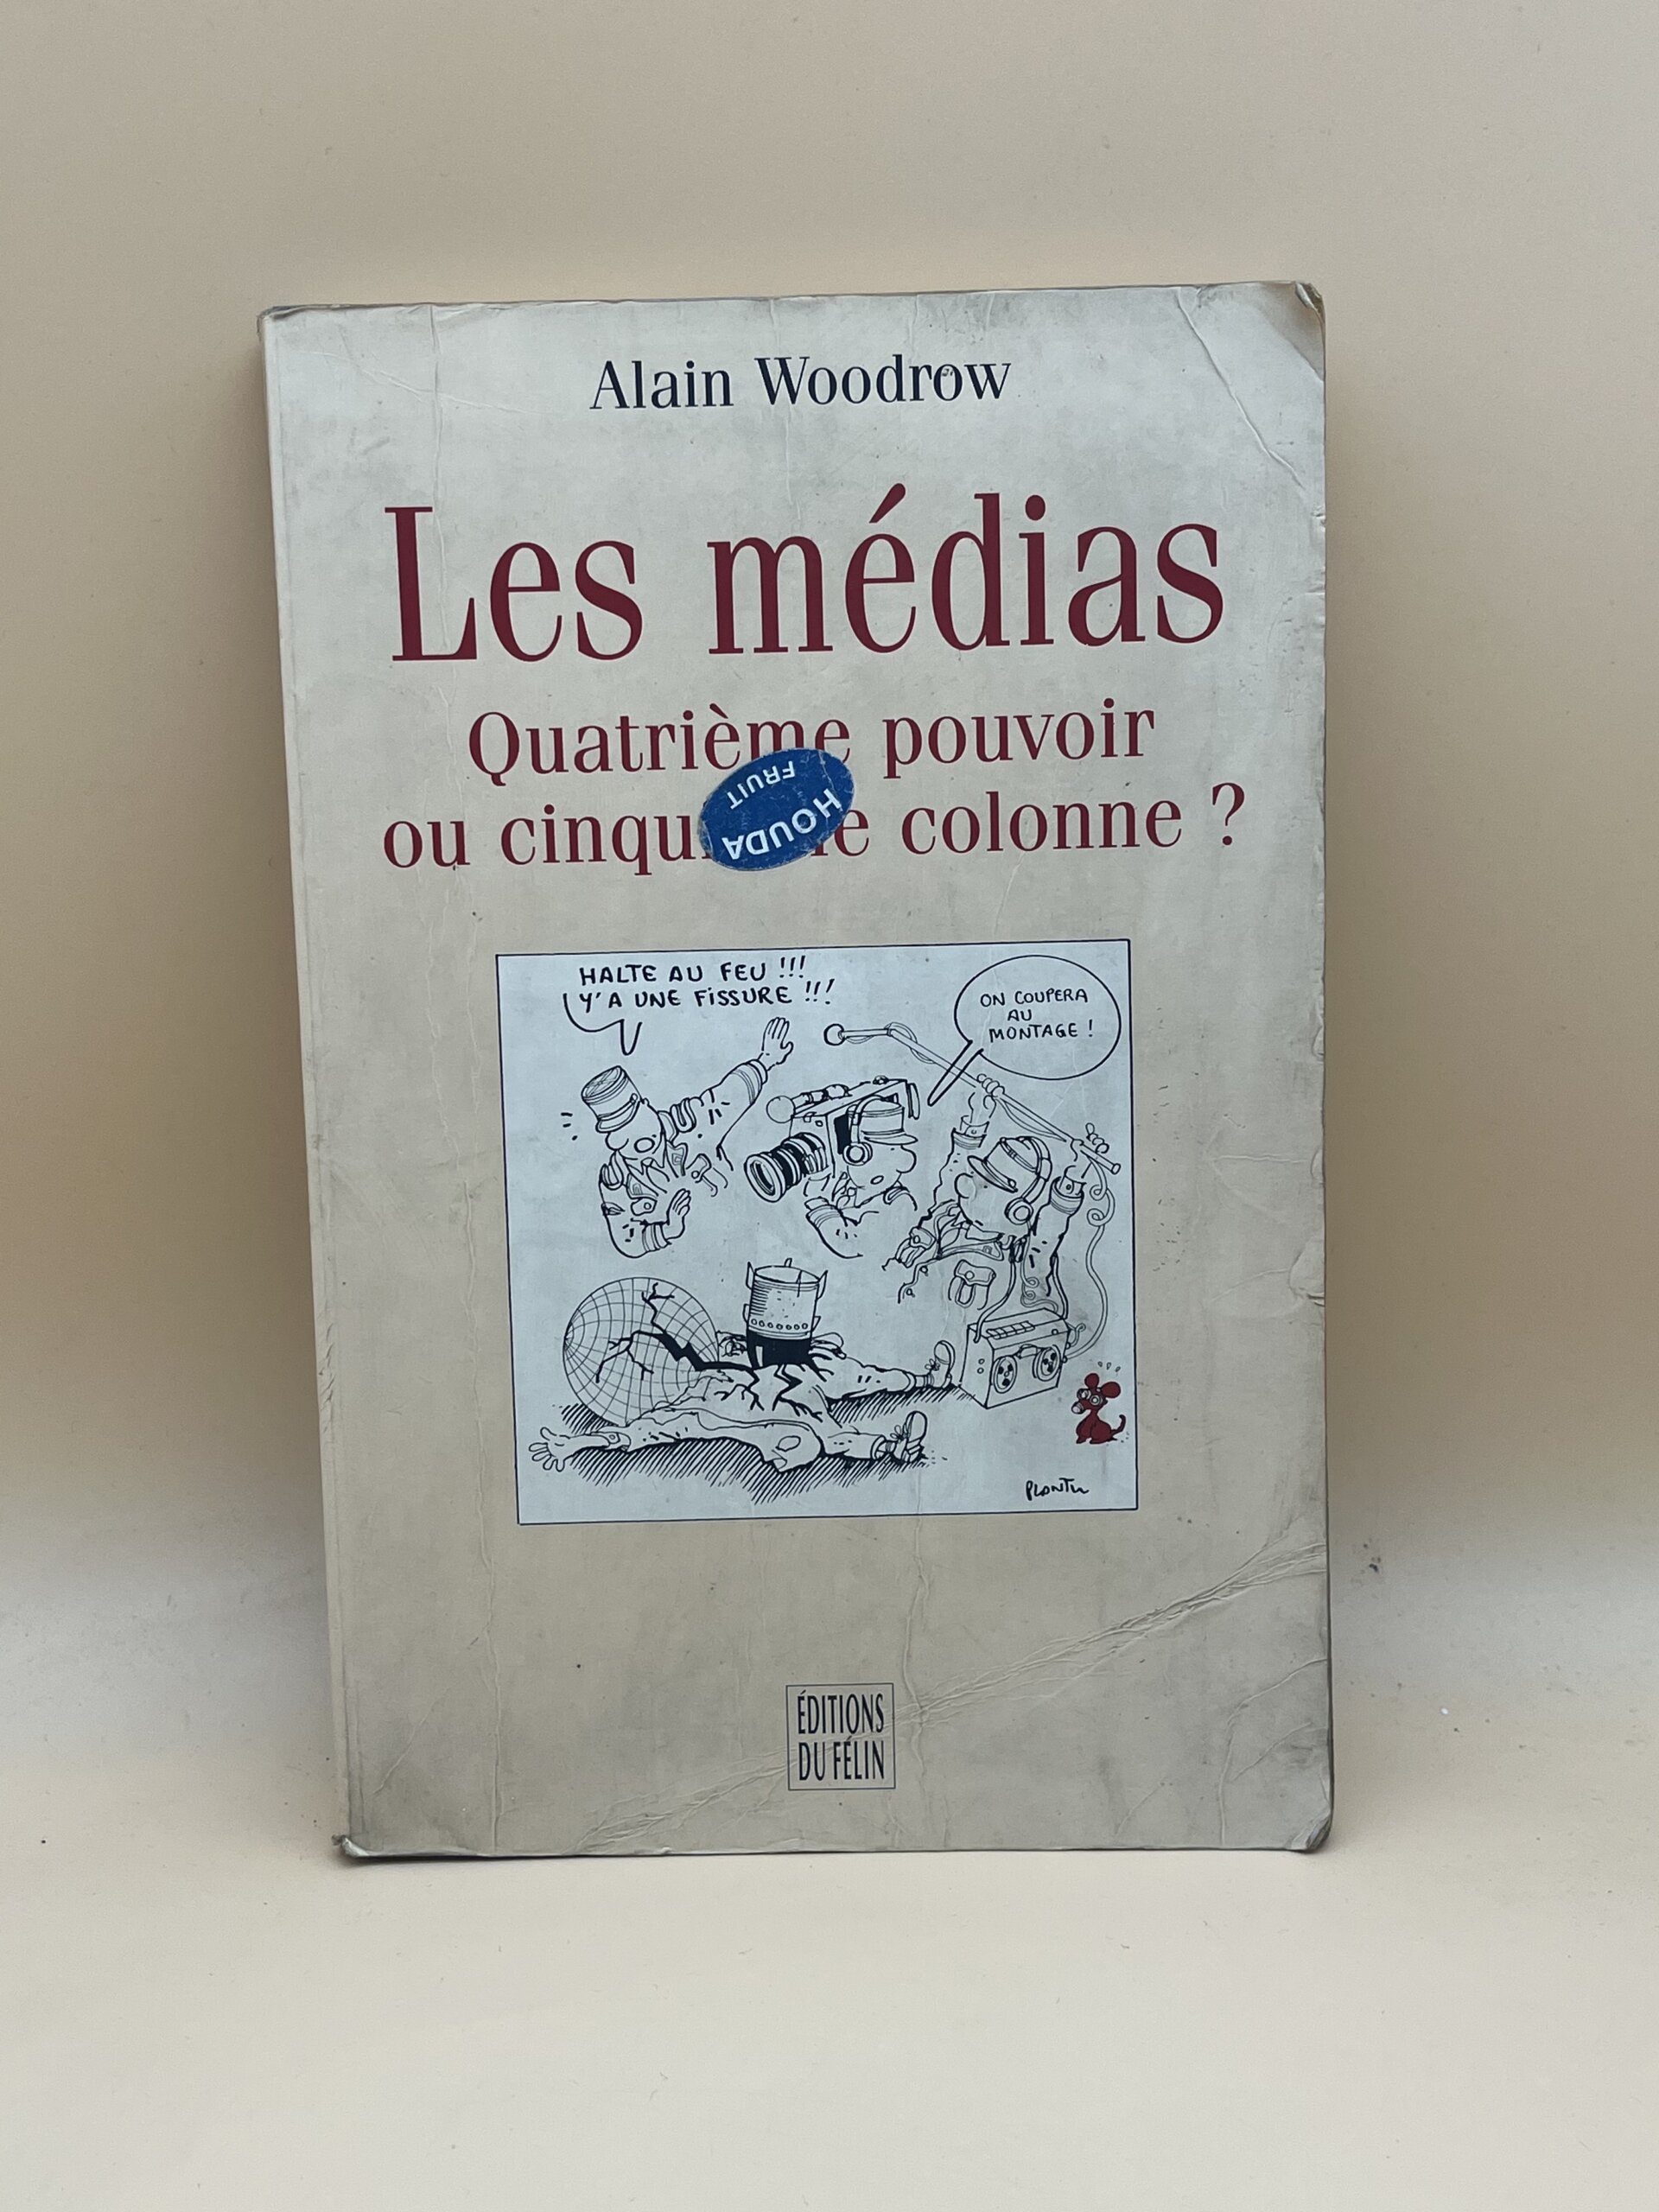 Alain Woodrow
Les médias
Quatrième pouvoir
ou cinqu e colonne ?
HOUDA
FRUIT
HALTE AU FEU !!!
Y'A UNE FISSURE !!!
ON COUPERA
AU
MONTAGE !
PLANTU
ÉDITIONS
DU FÉLIN